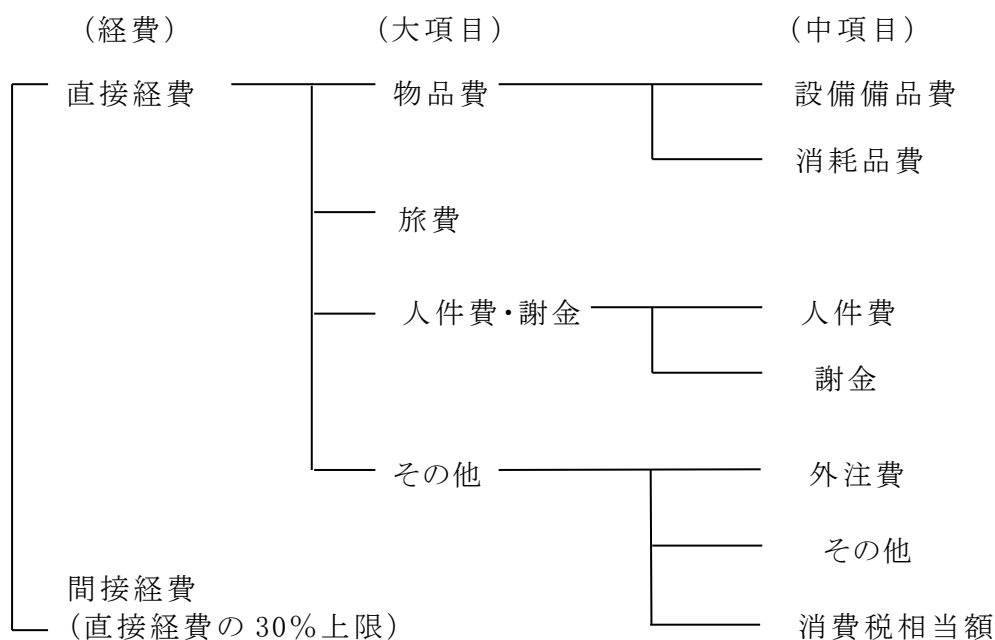 (経費) (大項目) (中項目)
直接経費 物品費 設備備品費
消耗品費
旅費
人件費・謝金 人件費
謝金
その他 外注費
その他
間接経費
(直接経費の 30%上限) 消費税相当額